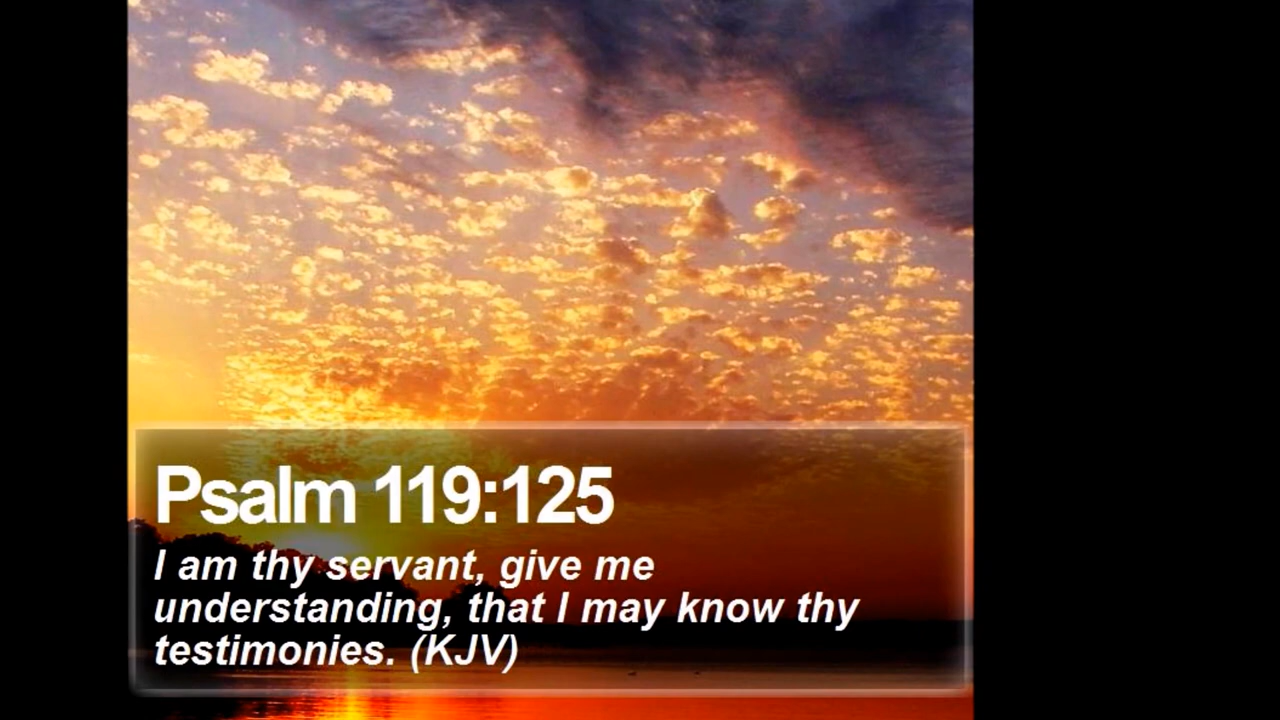 Psalm 119:125
I am thy servant, give me
understanding, that I may know thy
testimonies. (KJV)